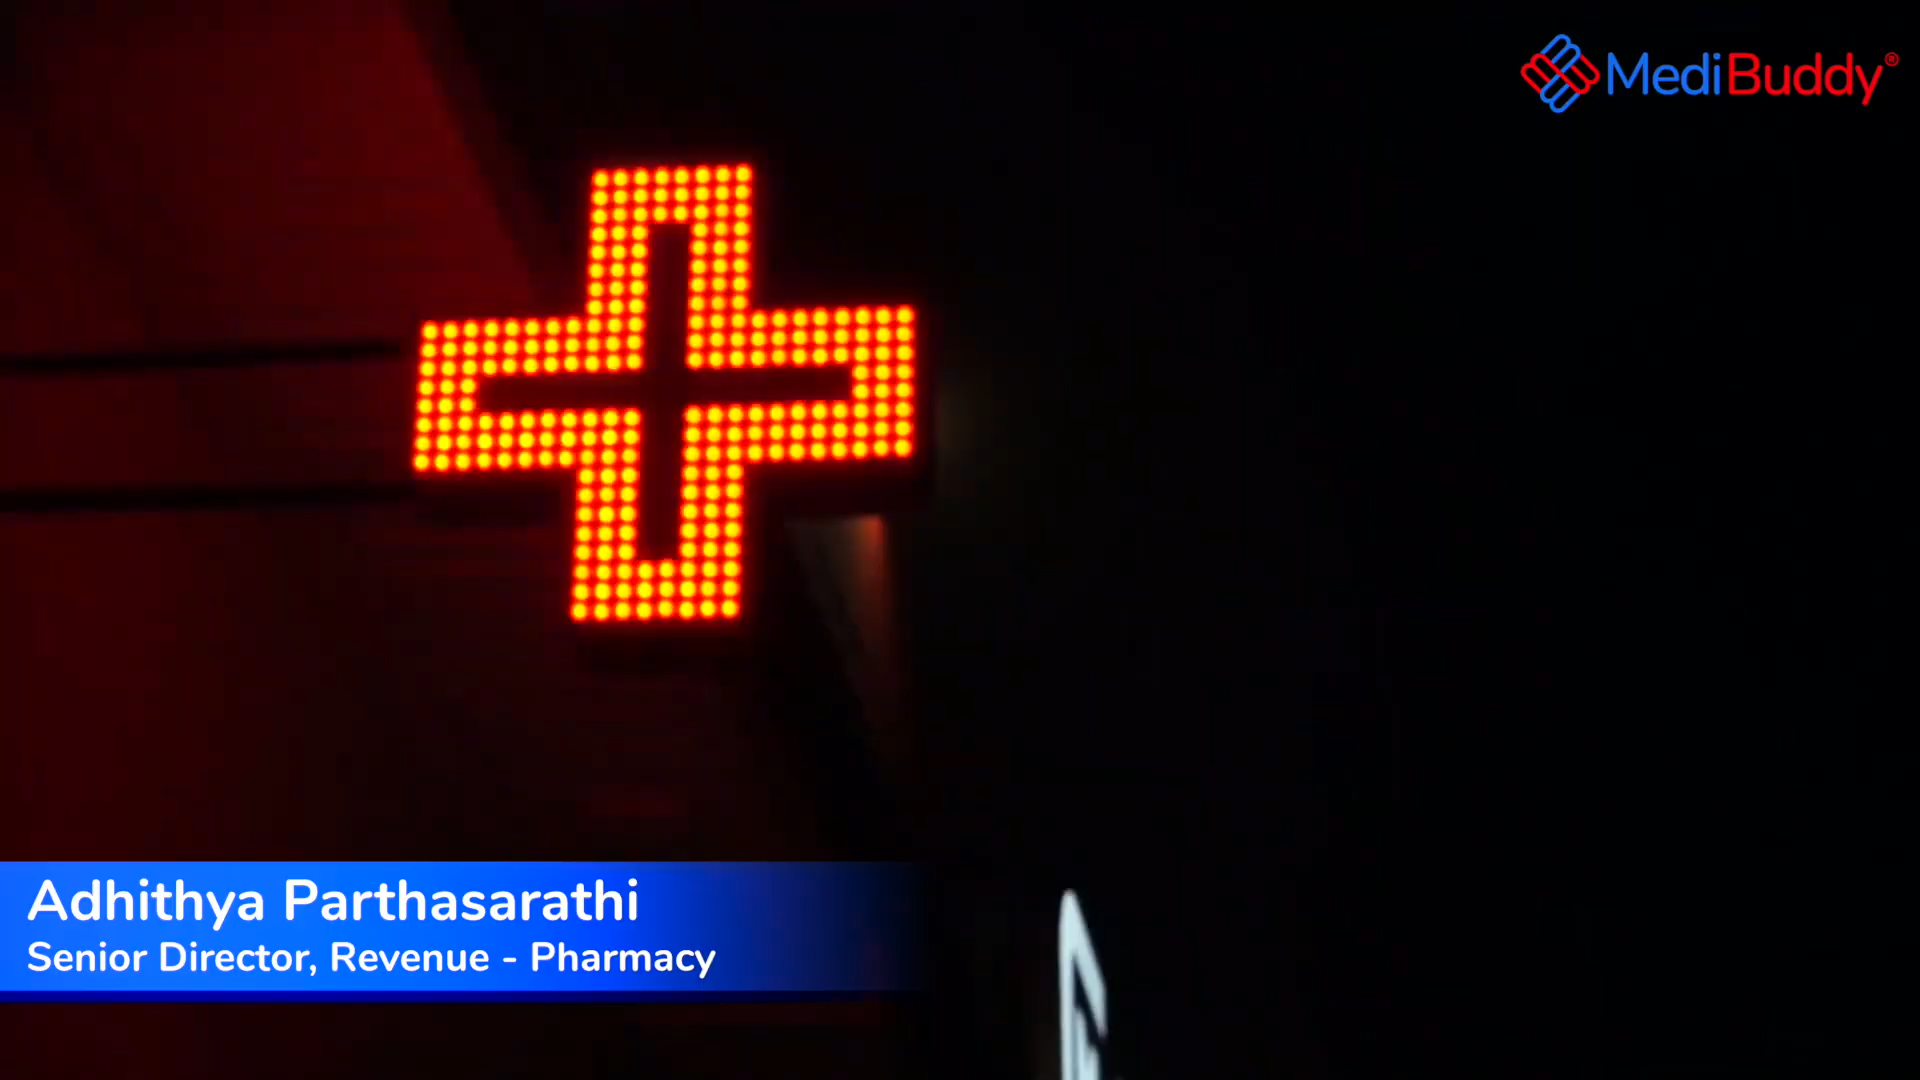 MediBuddy®
Adhithya Parthasarathi
Senior Director, Revenue - Pharmacy